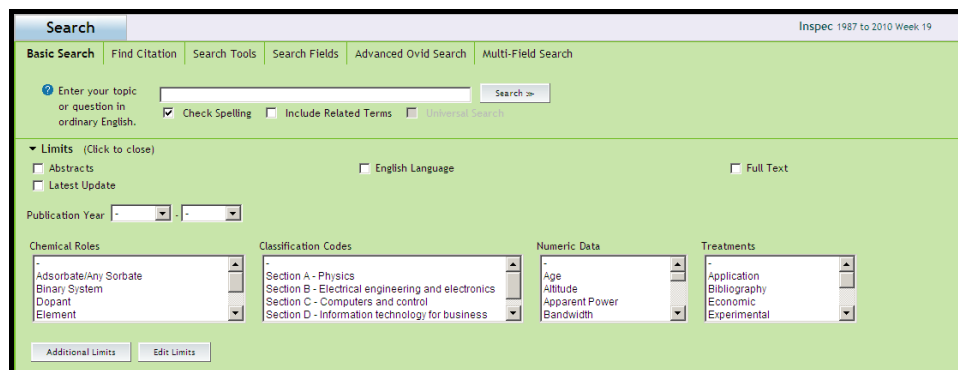 Search
Inspec 1987 to 2010 Week 19
Basic Search Find Citation Search Tools Search Fields Advanced Ovid Search Multi-Field Search
? Enter your topic
or question in
ordinary English.
Search >>
Check Spelling Include Related Terms Universal Search
Limits (Click to close)
Abstracts English Language Full Text
Latest Update
Publication Year - - -
Chemical Roles Classification Codes Numeric Data Treatments
- - - -
Adsorbate/Any Sorbate Section A - Physics Age Application
Binary System Section B - Electrical engineering and electronics Altitude Bibliography
Dopant Section C - Computers and control Apparent Power Economic
Element Section D - Information technology for business Bandwidth Experimental
Additional Limits Edit Limits